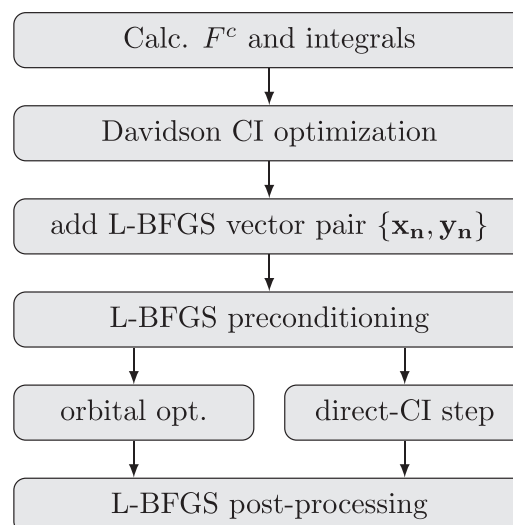 Calc. F^c and integrals
Davidson CI optimization
add L-BFGS vector pair {x_n, y_n}
L-BFGS preconditioning
orbital opt.
direct-CI step
L-BFGS post-processing